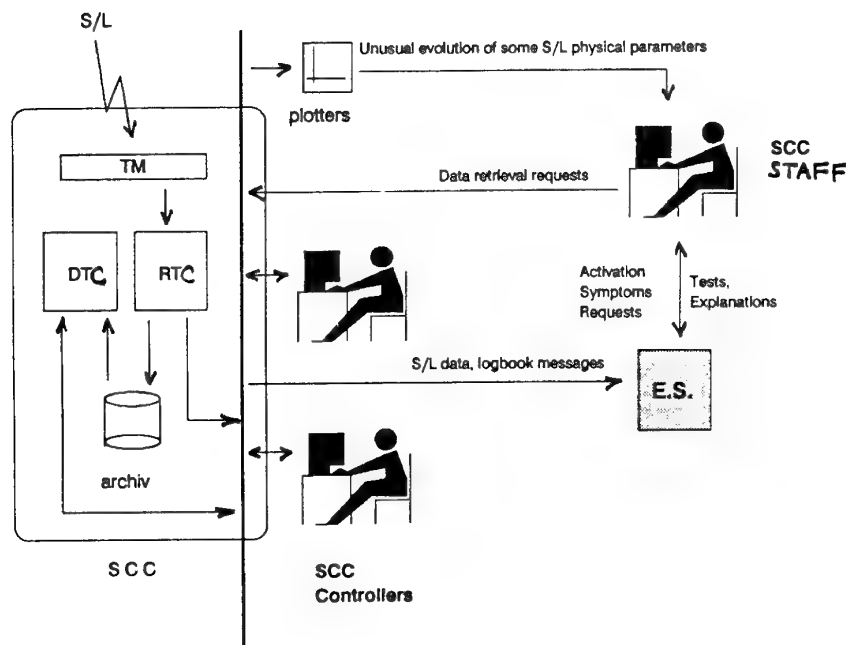 S/L
Unusual evolution of some S/L physical parameters
plotters
SCC
STAFF
TM
Data retrieval requests
DTC
RTC
Activation
Symptoms
Requests
Tests,
Explanations
S/L data, logbook messages
E.S.
archiv
SCC
SCC
Controllers